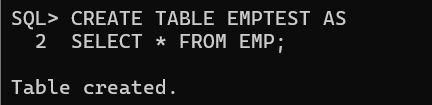 SQL> CREATE TABLE EMPTEST AS
  2  SELECT * FROM EMP;
Table created.